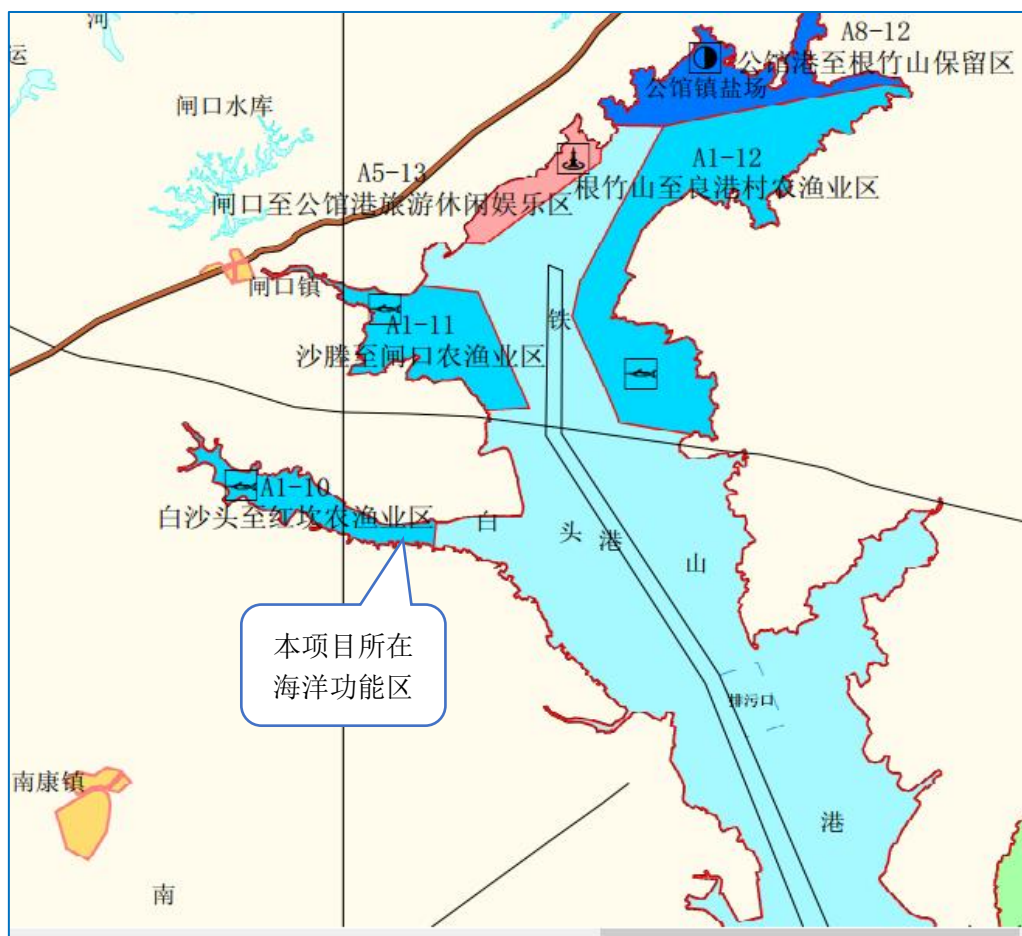 河
运
A8-12
公馆港至根竹山保留区
公馆镇盐场
闸口水库
A5-13
闸口至公馆港旅游休闲娱乐区
A1-12
根竹山至良港村农渔业区
闸口镇
铁
A1-11
沙塍至闸口农渔业区
A1-10
白沙头至红坎农渔业区
白
头
港
山
本项目所在
海洋功能区
排污口
南康镇
港
南